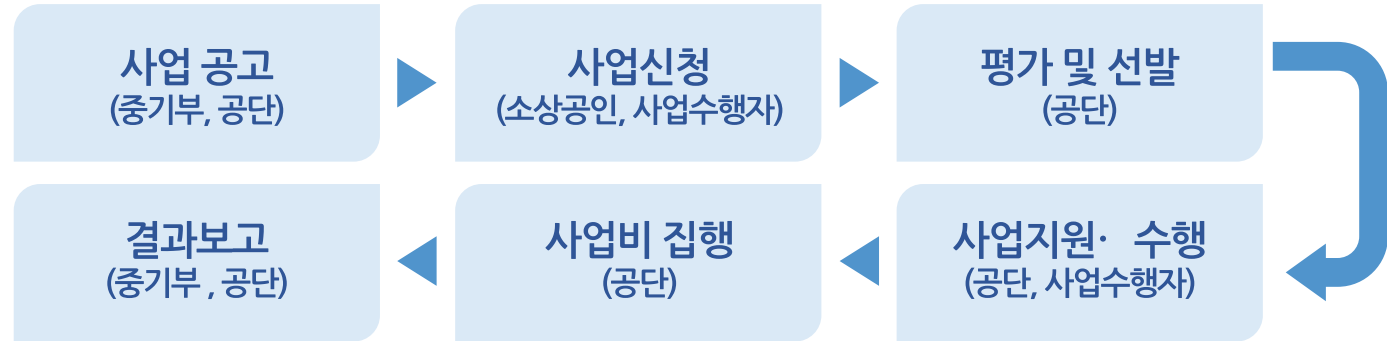 사업 공고
(중기부, 공단)
사업신청
(소상공인, 사업수행자)
평가 및 선발
(공단)
사업지원· 수행
(공단, 사업수행자)
사업비 집행
(공단)
결과보고
(중기부 , 공단)